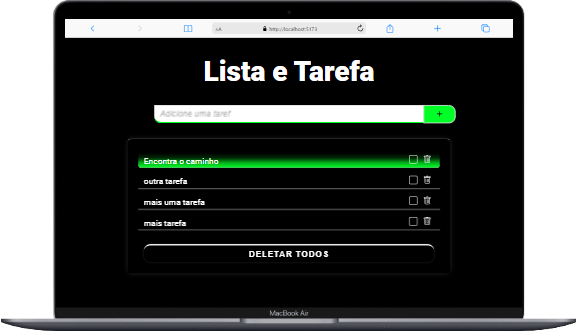 AA
http://localhost:5173
Lista e Tarefa
Adicione uma taref
+
Encontra o caminho
outra tarefa
mais uma tarefa
mais tarefa
DELETAR TODOS
MacBook Air